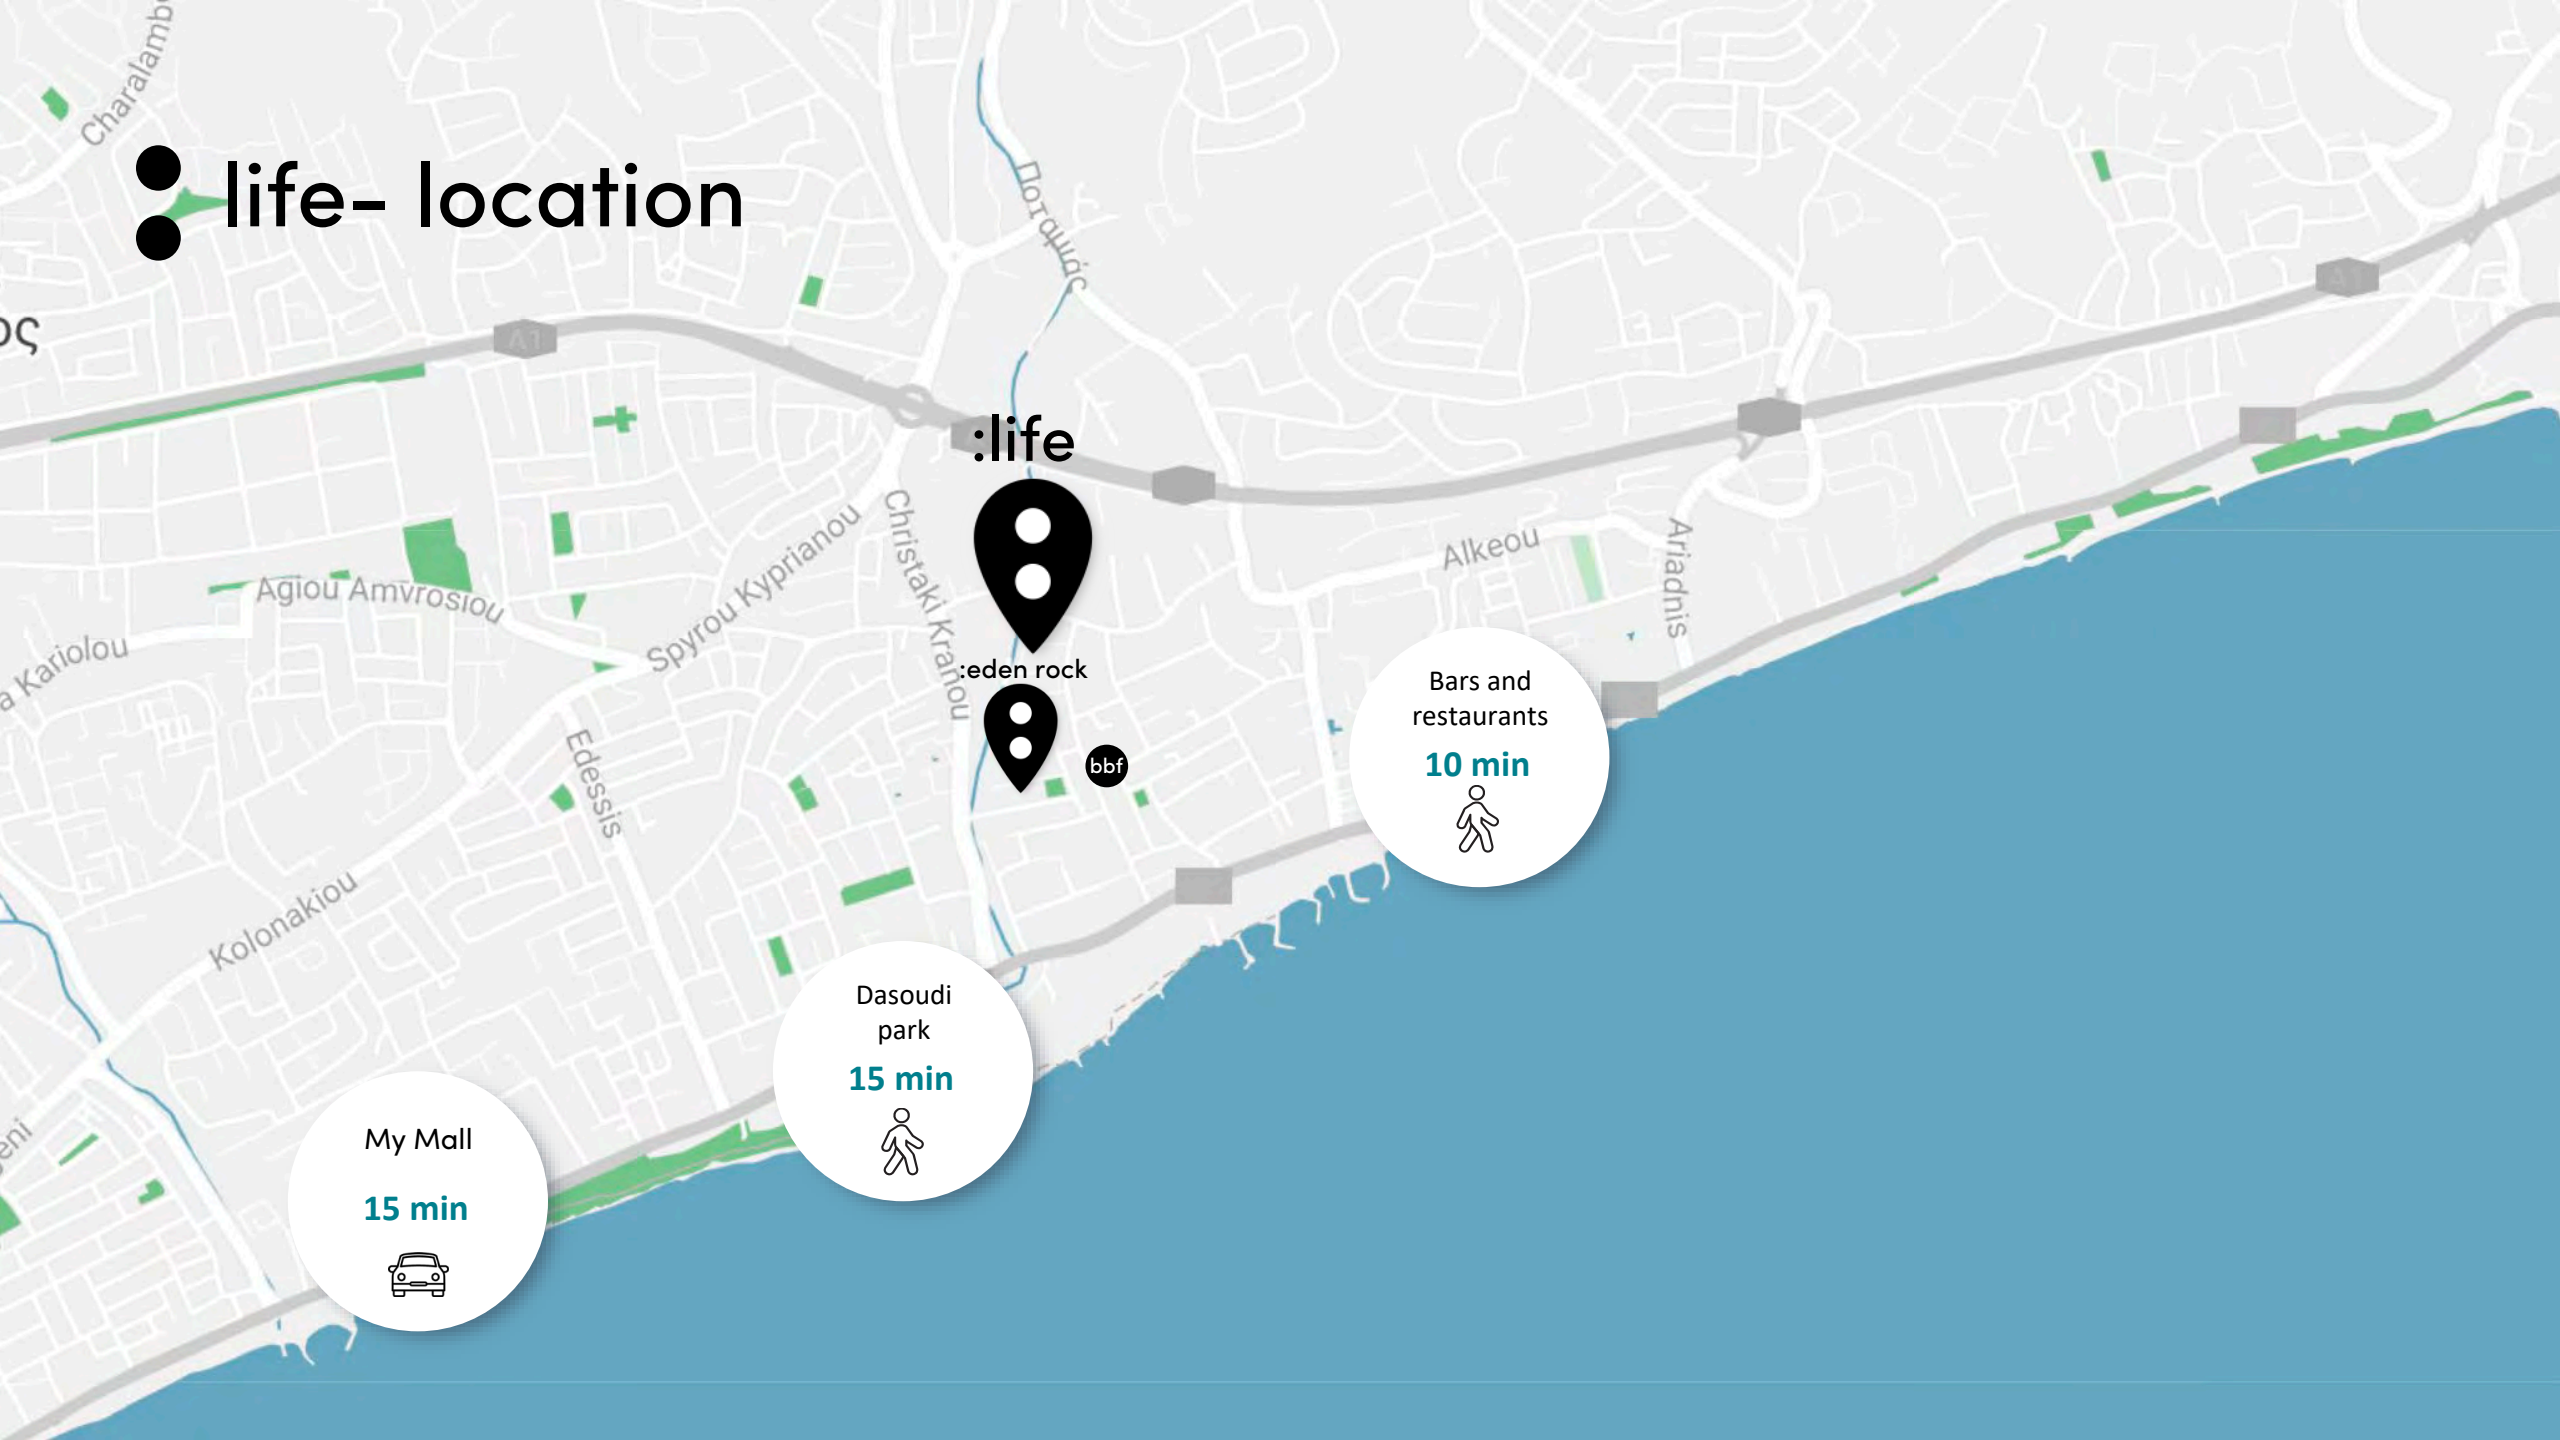 Charalamb
: life- location
Ποταμιάς
ος
A1
A1
:life
Christaki Kranou
Spyrou Kyprianou
Alkeou
Ariadnis
Agiou Amvrosiou
a Kariolou
:eden rock
Bars and
restaurants
10 min
bbf
Edessis
Kolonakiou
Dasoudi
park
15 min
My Mall
15 min
eni